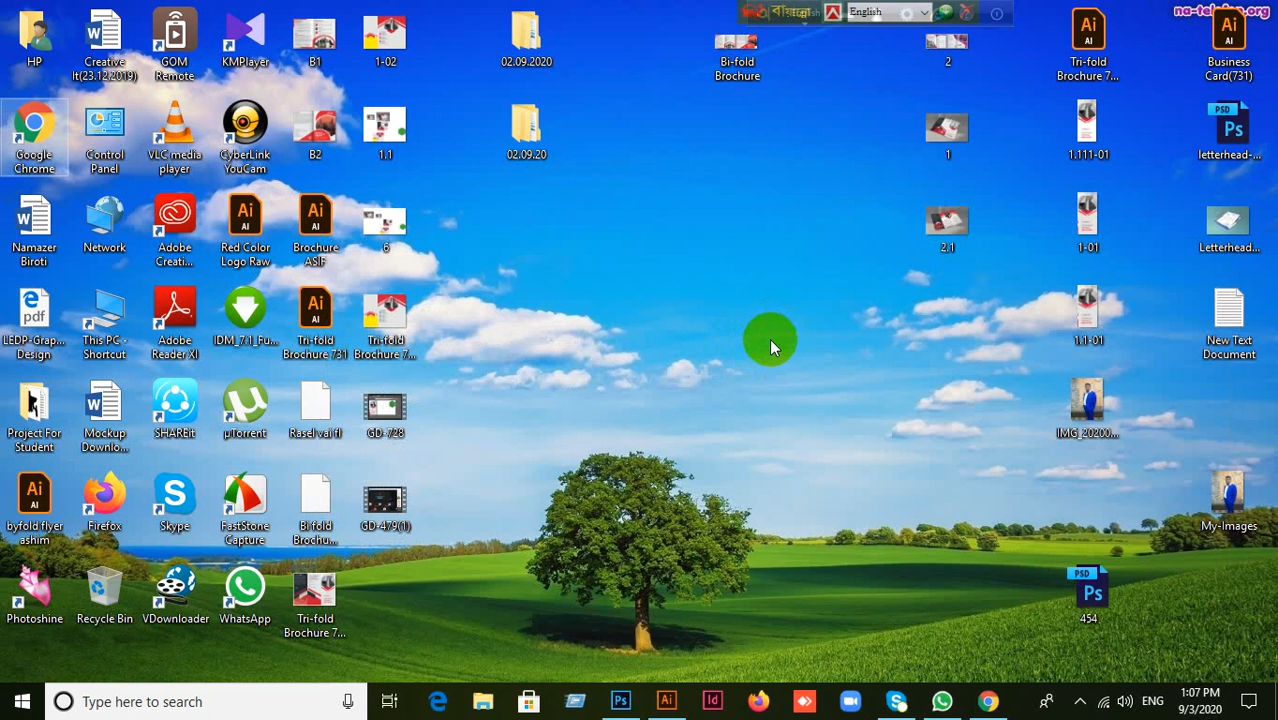 বায়ান্নো
English
na-telefon.org
HP
Creative
It(23.12.2019)
GOM
Remote
KMPlayer
B1
1-02
02.09.2020
Bi-fold
Brochure
2
Tri-fold
Brochure 7...
Business
Card(731)
Google
Chrome
Control
Panel
VLC media
player
CyberLink
YouCam
B2
1.1
02.09.20
1
1.111-01
letterhead-...
Namazer
Biroti
Network
Adobe
Creati...
Red Color
Logo Raw
Brochure
ASIF
6
2.1
1-01
Letterhead...
LEDP-Grap...
Design
This PC -
Shortcut
Adobe
Reader XI
IDM_7.1_Fu...
Tri-fold
Brochure 731
Tri-fold
Brochure 7...
1.1-01
New Text
Document
Project For
Student
Mockup
Downlo...
SHAREit
µTorrent
Rasel vai fl
GD-728
IMG_20200...
byfold flyer
ashim
Firefox
Skype
FastStone
Capture
Bi fold
Brochu...
GD-479(1)
My-Images
Photoshine
Recycle Bin
VDownloader
WhatsApp
Tri-fold
Brochure 7...
454
Type here to search
ENG
1:07 PM
9/3/2020